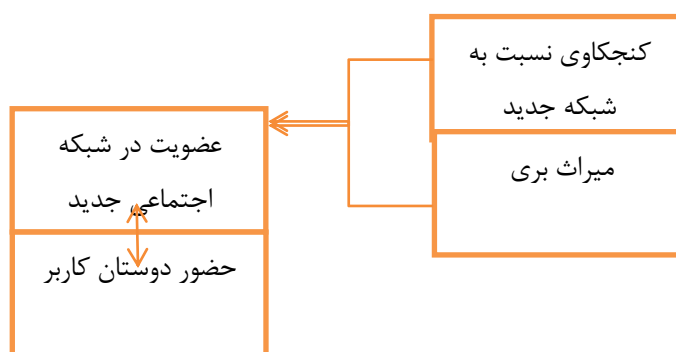 کنجکاوی نسبت به
شبکه جدید
میراث بری
عضویت در شبکه
اجتماعی جدید
حضور دوستان کاربر